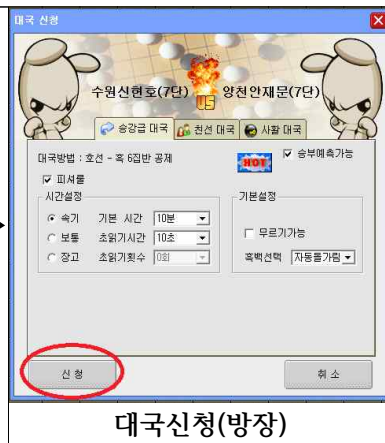 대국 신청
수원신현호(7단) VS 양천안재문(7단)
승강급 대국 친선 대국 사활 대국
대국방법 : 호선 - 흑 6집반 공제
HOT 승부예측가능
피셔룰
시간설정 기본설정
속기 기본 시간 10분
무르기가능
보통 초읽기시간 10초
장고 초읽기횟수 0회
흑백선택 자동돌가림
신 청 취 소
대국신청(방장)